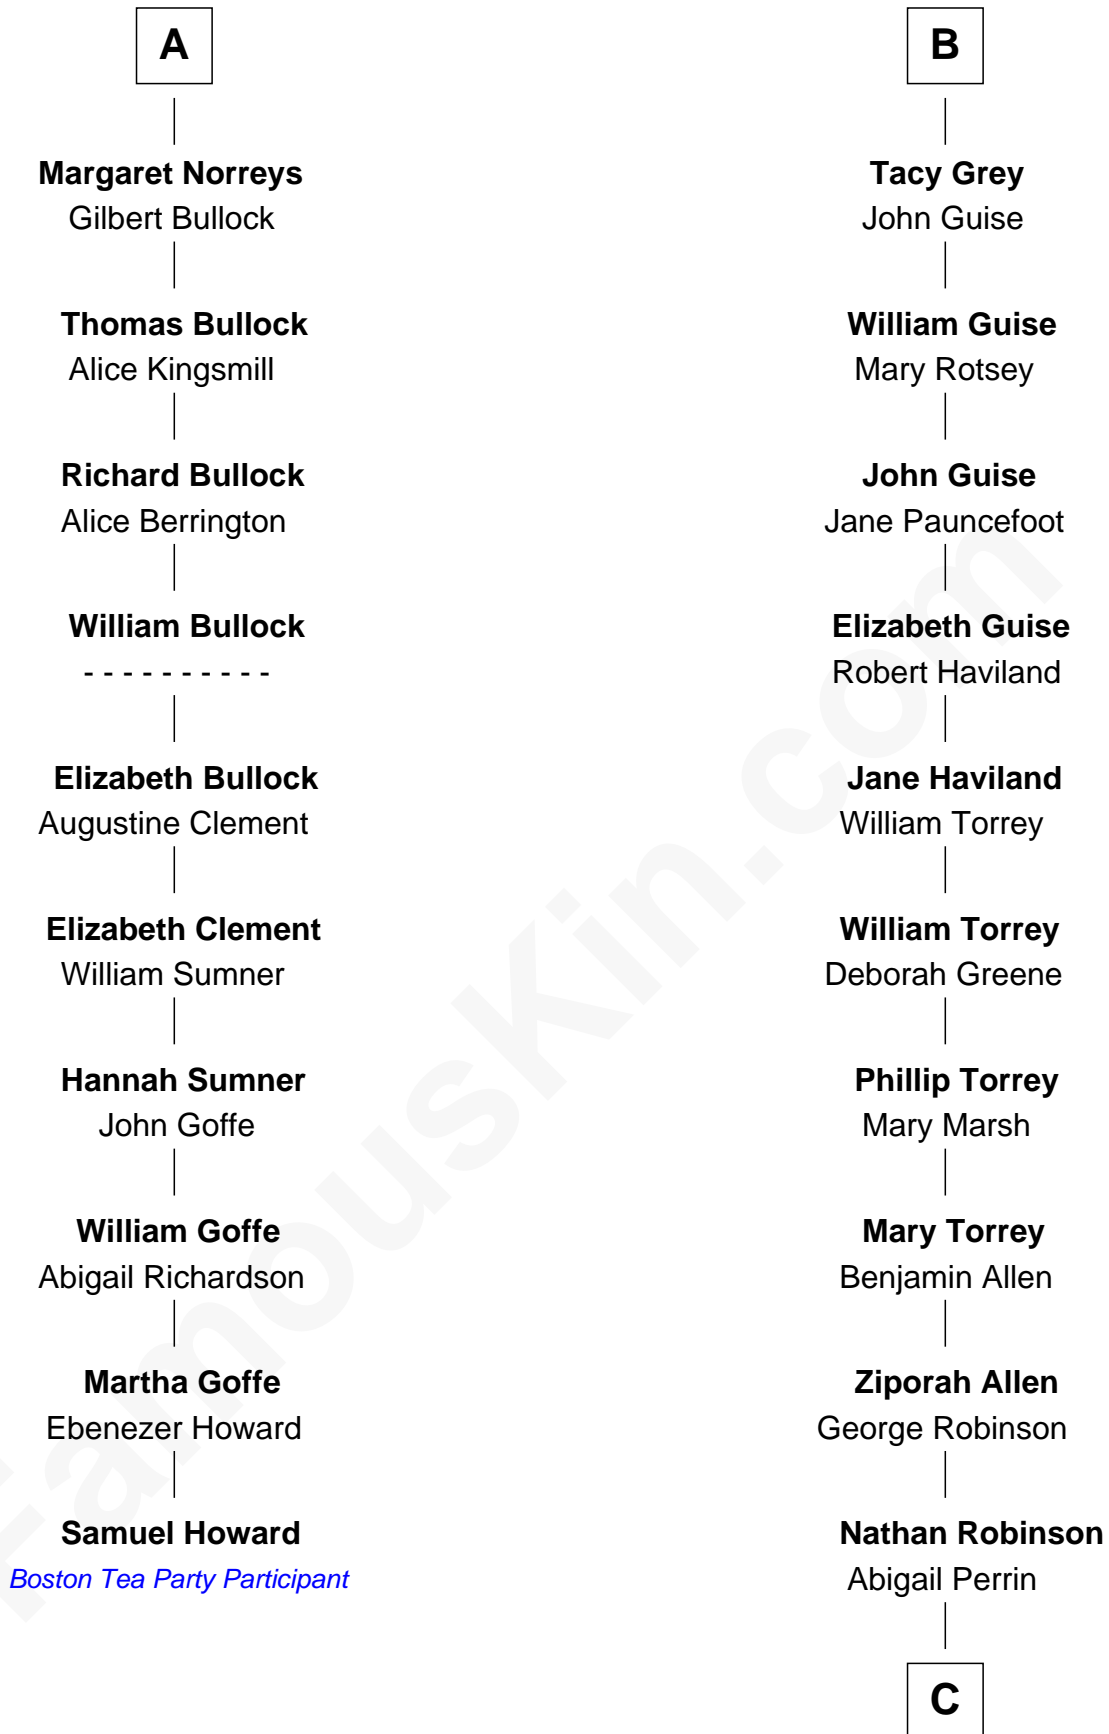 A
Margaret Norreys
Gilbert Bullock
Thomas Bullock
Alice Kingsmill
Richard Bullock
Alice Berrington
William Bullock
- - - - - - - - - -
Elizabeth Bullock
Augustine Clement
Elizabeth Clement
William Sumner
Hannah Sumner
John Goffe
William Goffe
Abigail Richardson
Martha Goffe
Ebenezer Howard
Samuel Howard
Boston Tea Party Participant
B
Tacy Grey
John Guise
William Guise
Mary Rotsey
John Guise
Jane Pauncefoot
Elizabeth Guise
Robert Haviland
Jane Haviland
William Torrey
William Torrey
Deborah Greene
Phillip Torrey
Mary Marsh
Mary Torrey
Benjamin Allen
Ziporah Allen
George Robinson
Nathan Robinson
Abigail Perrin
C
FamousKin.com